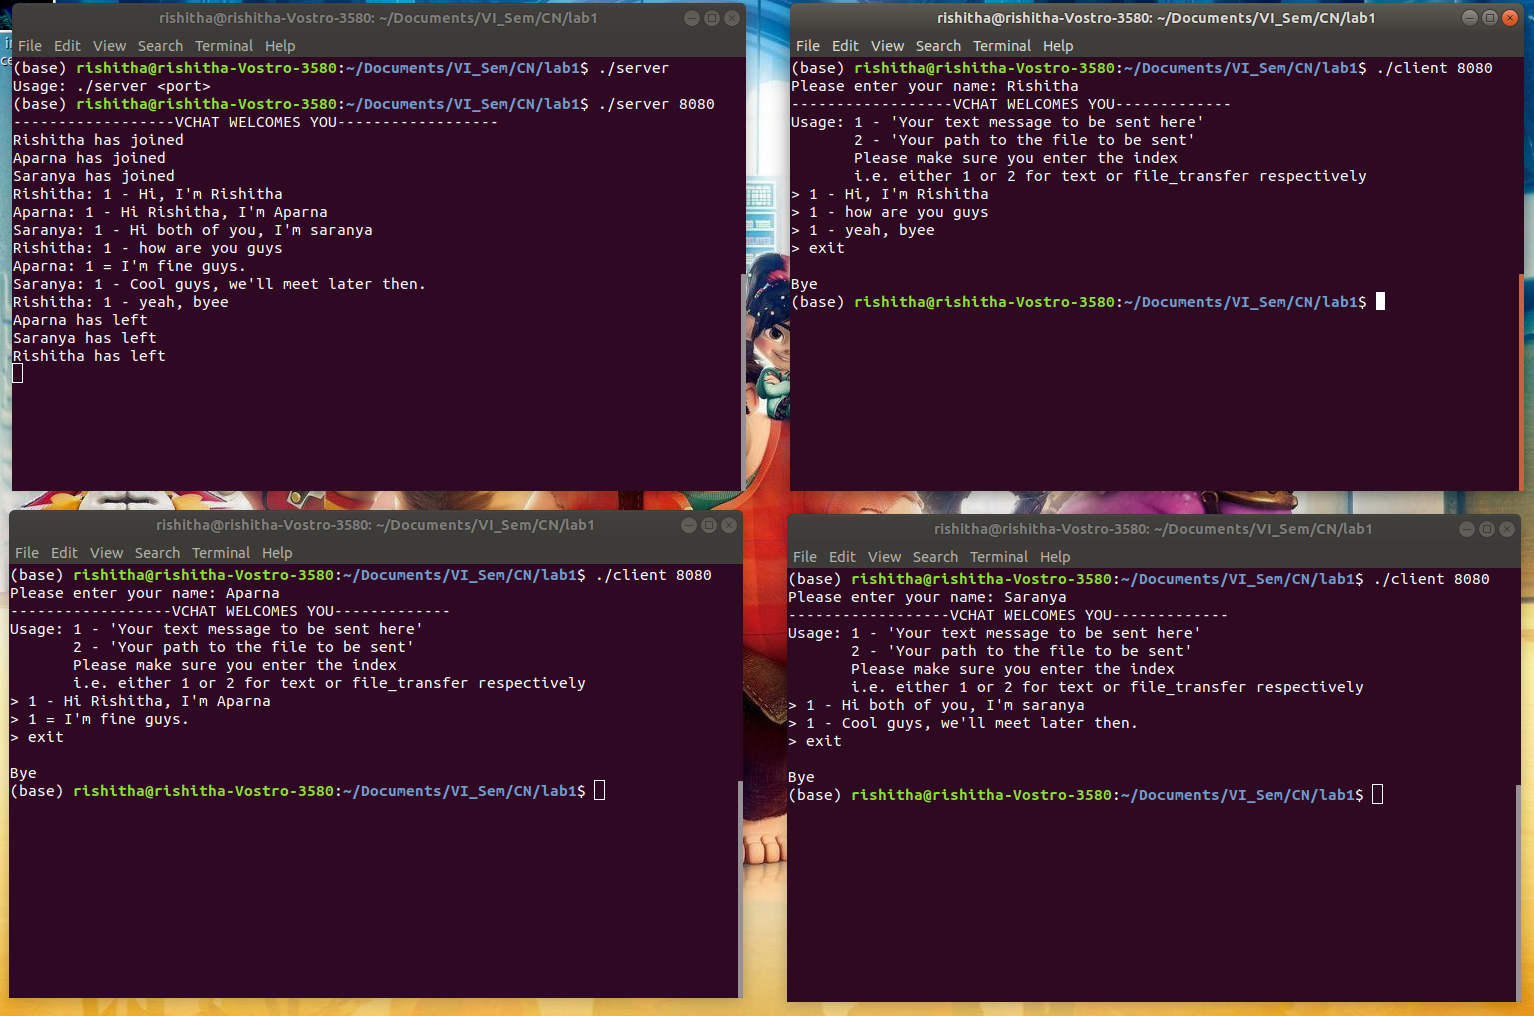 rishitha@rishitha-Vostro-3580: ~/Documents/VI_Sem/CN/lab1
File Edit View Search Terminal Help
(base) rishitha@rishitha-Vostro-3580:~/Documents/VI_Sem/CN/lab1$ ./server
Usage: ./server <port>
(base) rishitha@rishitha-Vostro-3580:~/Documents/VI_Sem/CN/lab1$ ./server 8080
------------------VCHAT WELCOMES YOU------------------
Rishitha has joined
Aparna has joined
Saranya has joined
Rishitha: 1 - Hi, I'm Rishitha
Aparna: 1 - Hi Rishitha, I'm Aparna
Saranya: 1 - Hi both of you, I'm saranya
Rishitha: 1 - how are you guys
Aparna: 1 = I'm fine guys.
Saranya: 1 - Cool guys, we'll meet later then.
Rishitha: 1 - yeah, byee
Aparna has left
Saranya has left
Rishitha has left
rishitha@rishitha-Vostro-3580: ~/Documents/VI_Sem/CN/lab1
File Edit View Search Terminal Help
(base) rishitha@rishitha-Vostro-3580:~/Documents/VI_Sem/CN/lab1$ ./client 8080
Please enter your name: Rishitha
------------------VCHAT WELCOMES YOU-------------
Usage: 1 - 'Your text message to be sent here'
       2 - 'Your path to the file to be sent'
       Please make sure you enter the index
       i.e. either 1 or 2 for text or file_transfer respectively
> 1 - Hi, I'm Rishitha
> 1 - how are you guys
> 1 - yeah, byee
> exit
Bye
(base) rishitha@rishitha-Vostro-3580:~/Documents/VI_Sem/CN/lab1$
rishitha@rishitha-Vostro-3580: ~/Documents/VI_Sem/CN/lab1
File Edit View Search Terminal Help
(base) rishitha@rishitha-Vostro-3580:~/Documents/VI_Sem/CN/lab1$ ./client 8080
Please enter your name: Aparna
------------------VCHAT WELCOMES YOU-------------
Usage: 1 - 'Your text message to be sent here'
       2 - 'Your path to the file to be sent'
       Please make sure you enter the index
       i.e. either 1 or 2 for text or file_transfer respectively
> 1 - Hi Rishitha, I'm Aparna
> 1 = I'm fine guys.
> exit
Bye
(base) rishitha@rishitha-Vostro-3580:~/Documents/VI_Sem/CN/lab1$
rishitha@rishitha-Vostro-3580: ~/Documents/VI_Sem/CN/lab1
File Edit View Search Terminal Help
(base) rishitha@rishitha-Vostro-3580:~/Documents/VI_Sem/CN/lab1$ ./client 8080
Please enter your name: Saranya
------------------VCHAT WELCOMES YOU-------------
Usage: 1 - 'Your text message to be sent here'
       2 - 'Your path to the file to be sent'
       Please make sure you enter the index
       i.e. either 1 or 2 for text or file_transfer respectively
> 1 - Hi both of you, I'm saranya
> 1 - Cool guys, we'll meet later then.
> exit
Bye
(base) rishitha@rishitha-Vostro-3580:~/Documents/VI_Sem/CN/lab1$